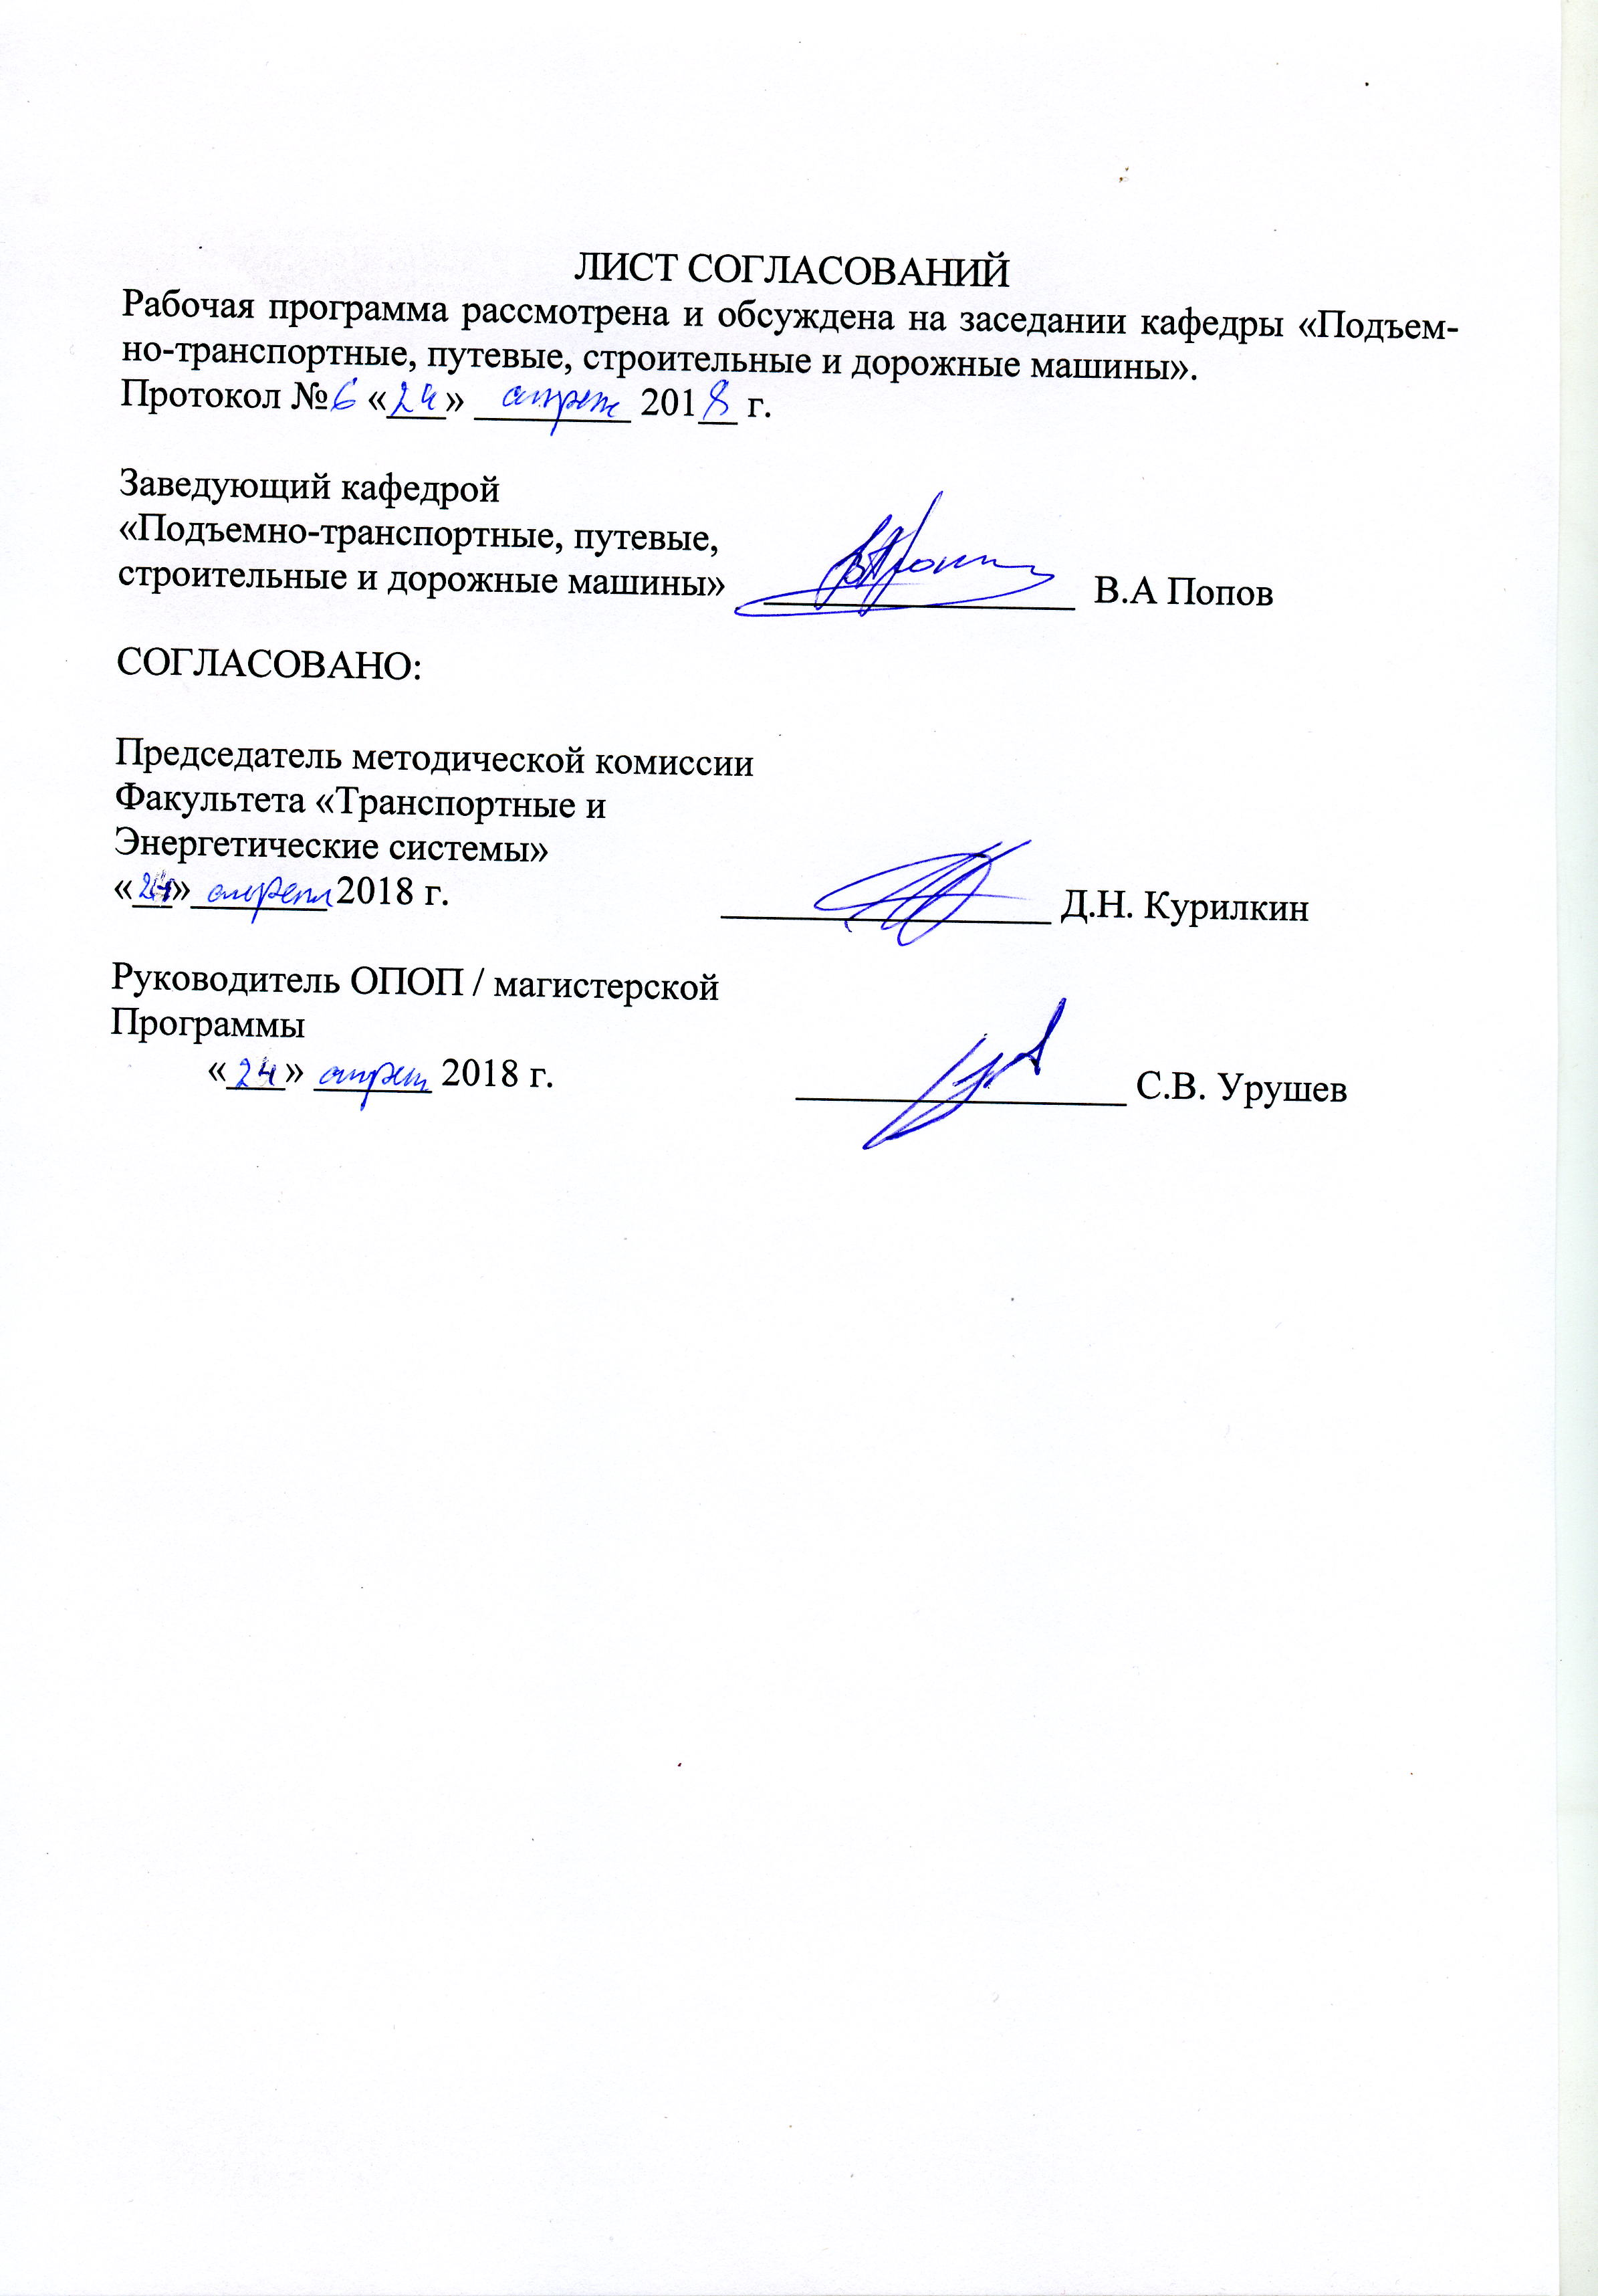 ЛИСТ СОГЛАСОВАНИЙ
Рабочая программа рассмотрена и обсуждена на заседании кафедры «Подъем-
но-транспортные, путевые, строительные и дорожные машины».
Протокол №6 «24» апреля 2018 г.
Заведующий кафедрой
«Подъемно-транспортные, путевые,
строительные и дорожные машины» В.А Попов
СОГЛАСОВАНО:
Председатель методической комиссии
Факультета «Транспортные и
Энергетические системы»
«24» апреля 2018 г. Д.Н. Курилкин
Руководитель ОПОП / магистерской
Программы
«24» апреля 2018 г. С.В. Урушев